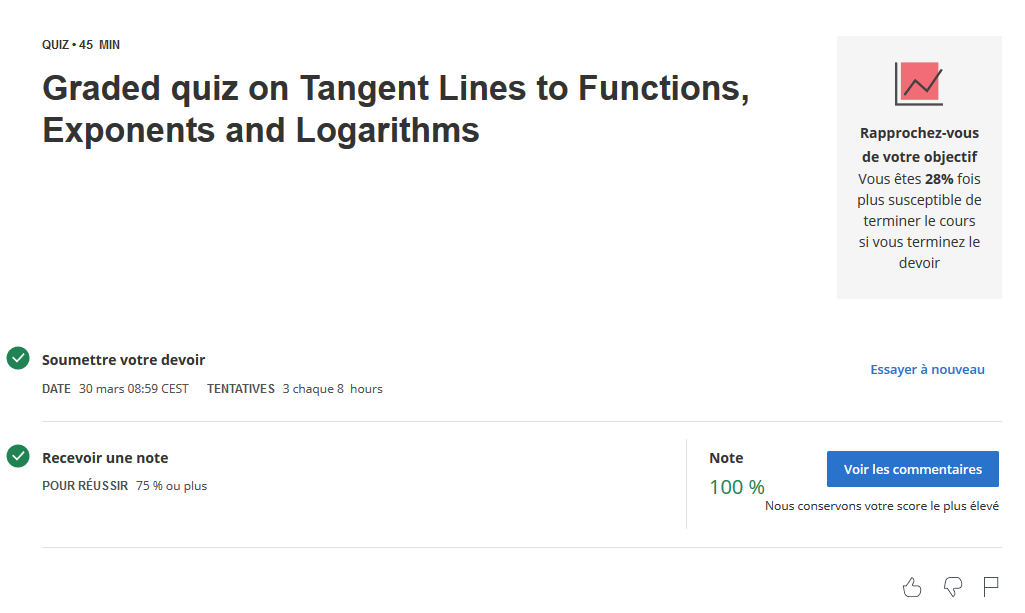 QUIZ • 45 MIN
Graded quiz on Tangent Lines to Functions,
Exponents and Logarithms
Rapprochez-vous
de votre objectif
Vous êtes 28% fois
plus susceptible de
terminer le cours
si vous terminez le
devoir
Soumettre votre devoir
DATE 30 mars 08:59 CEST TENTATIVES 3 chaque 8 hours
Essayer à nouveau
Recevoir une note
POUR RÉUSSIR 75 % ou plus
Note
100 %
Voir les commentaires
Nous conservons votre score le plus élevé